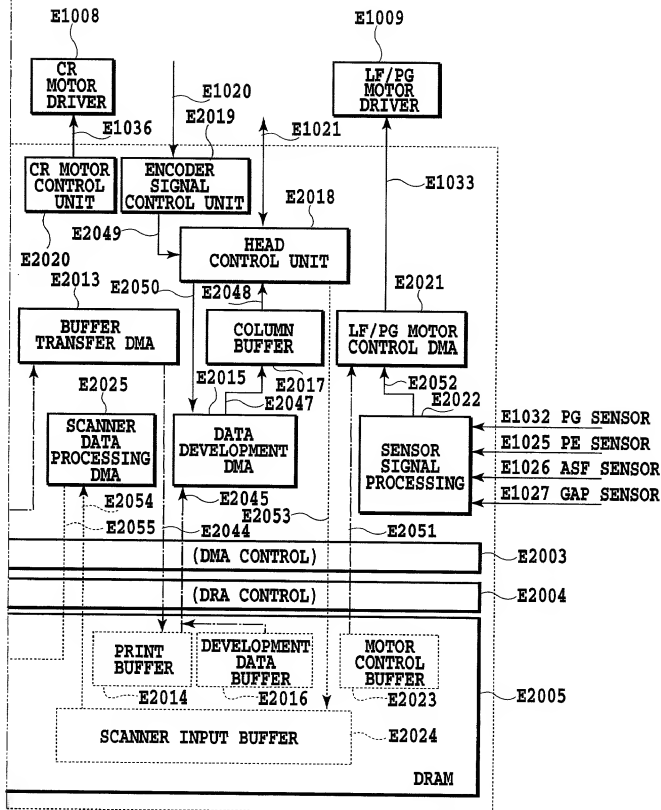 E1008
E1009
CR
MOTOR
DRIVER
LF/PG
MOTOR
DRIVER
E1020
E1036
E2019
E1021
CR MOTOR
CONTROL
UNIT
ENCODER
SIGNAL
CONTROL UNIT
E1033
E2018
E2049
E2020
HEAD
CONTROL UNIT
E2013
E2050
E2048
E2021
BUFFER
TRANSFER DMA
COLUMN
BUFFER
LF/PG MOTOR
CONTROL DMA
E2025
E2015
E2017
E2047
E2052
E2022
SCANNER
DATA
PROCESSING
DMA
DATA
DEVELOPMENT
DMA
SENSOR
SIGNAL
PROCESSING
E1032 PG SENSOR
E1025 PE SENSOR
E1026 ASF SENSOR
E1027 GAP SENSOR
E2054
E2045
E2053
E2055
E2044
E2051
(DMA CONTROL)
E2003
(DRA CONTROL)
E2004
PRINT
BUFFER
DEVELOPMENT
DATA
BUFFER
MOTOR
CONTROL
BUFFER
E2014
E2016
E2023
E2005
SCANNER INPUT BUFFER
E2024
DRAM